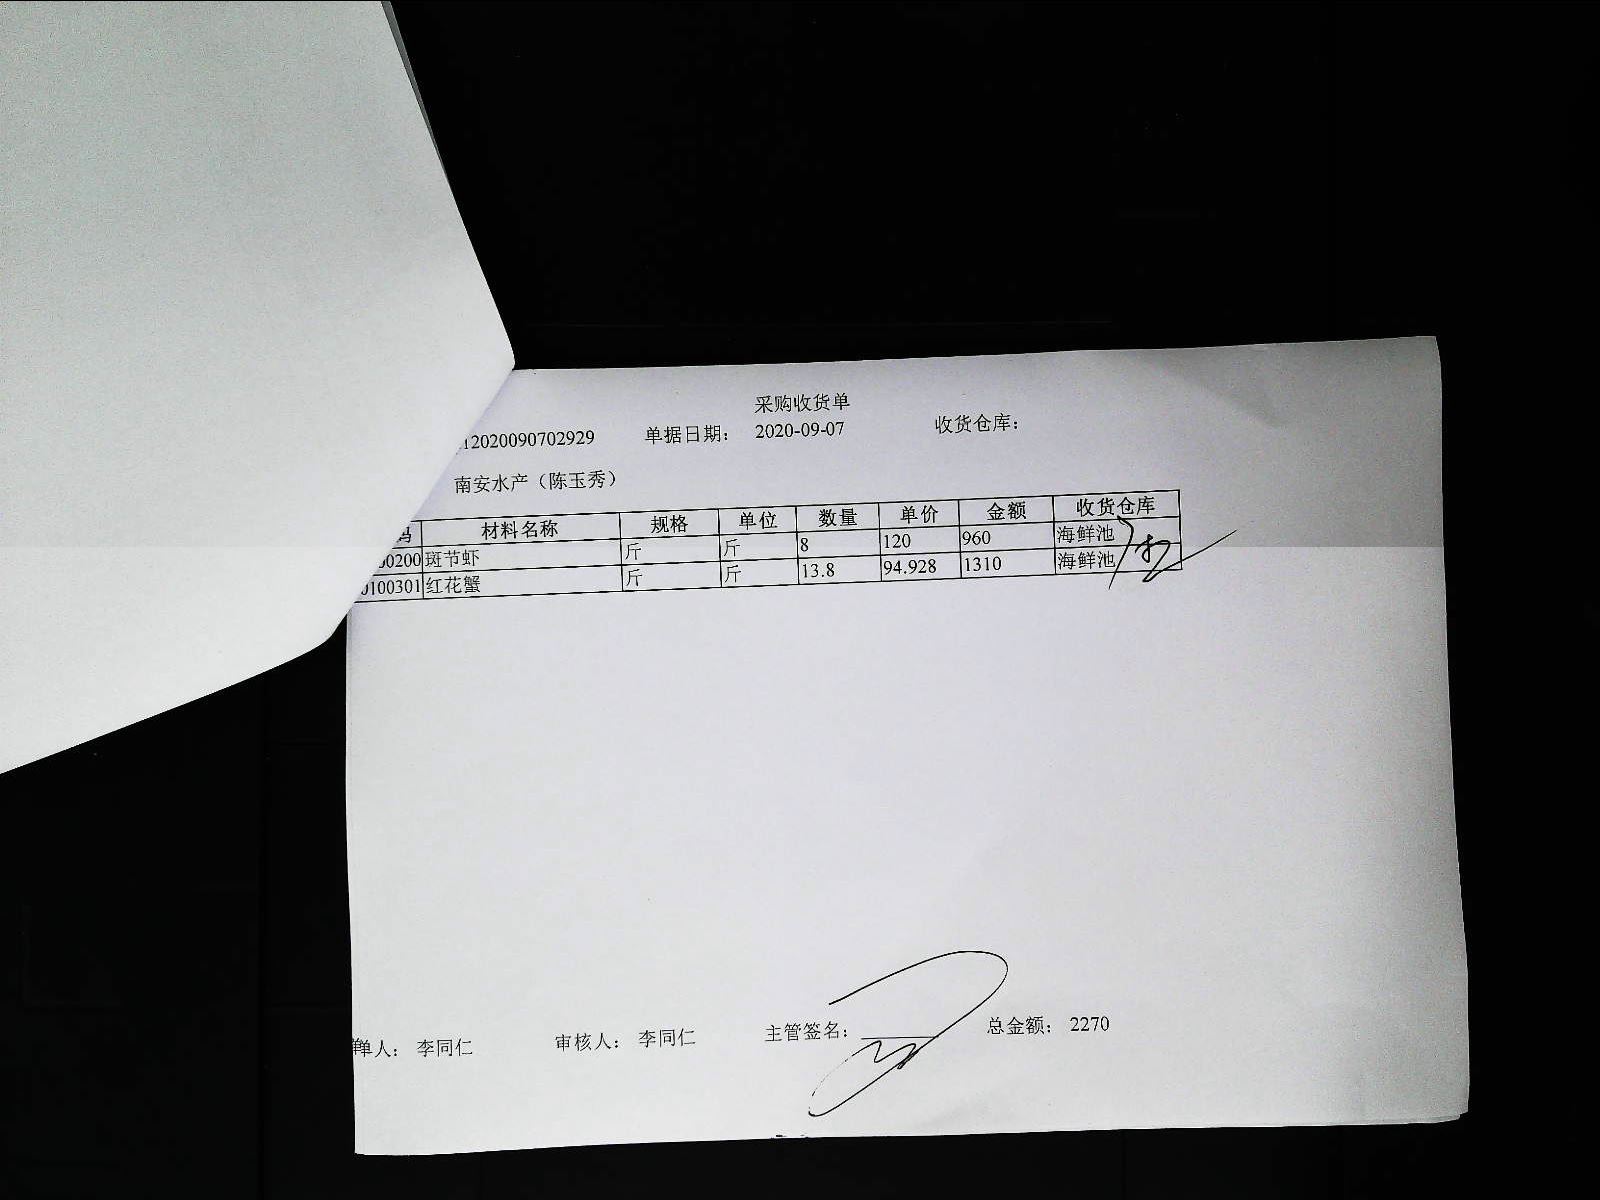 采购收货单
12020090702929 单据日期： 2020-09-07 收货仓库：
南安水产（陈玉秀）
码 材料名称 规格 单位 数量 单价 金额 收货仓库
00200 斑节虾 斤 斤 8 120 960 海鲜池
0100301 红花蟹 斤 斤 13.8 94.928 1310 海鲜池
单人： 李同仁 审核人： 李同仁 主管签名： 总金额： 2270